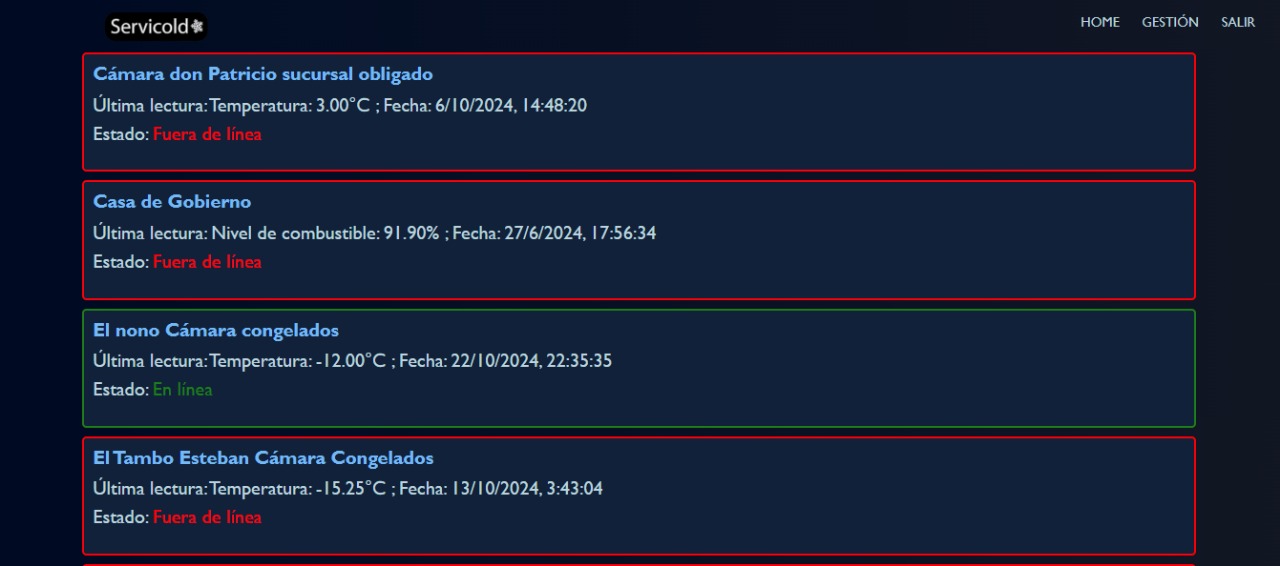 Servicold
HOME GESTIÓN SALIR
Cámara don Patricio sucursal obligado
Última lectura: Temperatura: 3.00°C ; Fecha: 6/10/2024, 14:48:20
Estado: Fuera de línea
Casa de Gobierno
Última lectura: Nivel de combustible: 91.90% ; Fecha: 27/6/2024, 17:56:34
Estado: Fuera de línea
El nono Cámara congelados
Última lectura: Temperatura: -12.00°C ; Fecha: 22/10/2024, 22:35:35
Estado: En línea
El Tambo Esteban Cámara Congelados
Última lectura: Temperatura: -15.25°C ; Fecha: 13/10/2024, 3:43:04
Estado: Fuera de línea